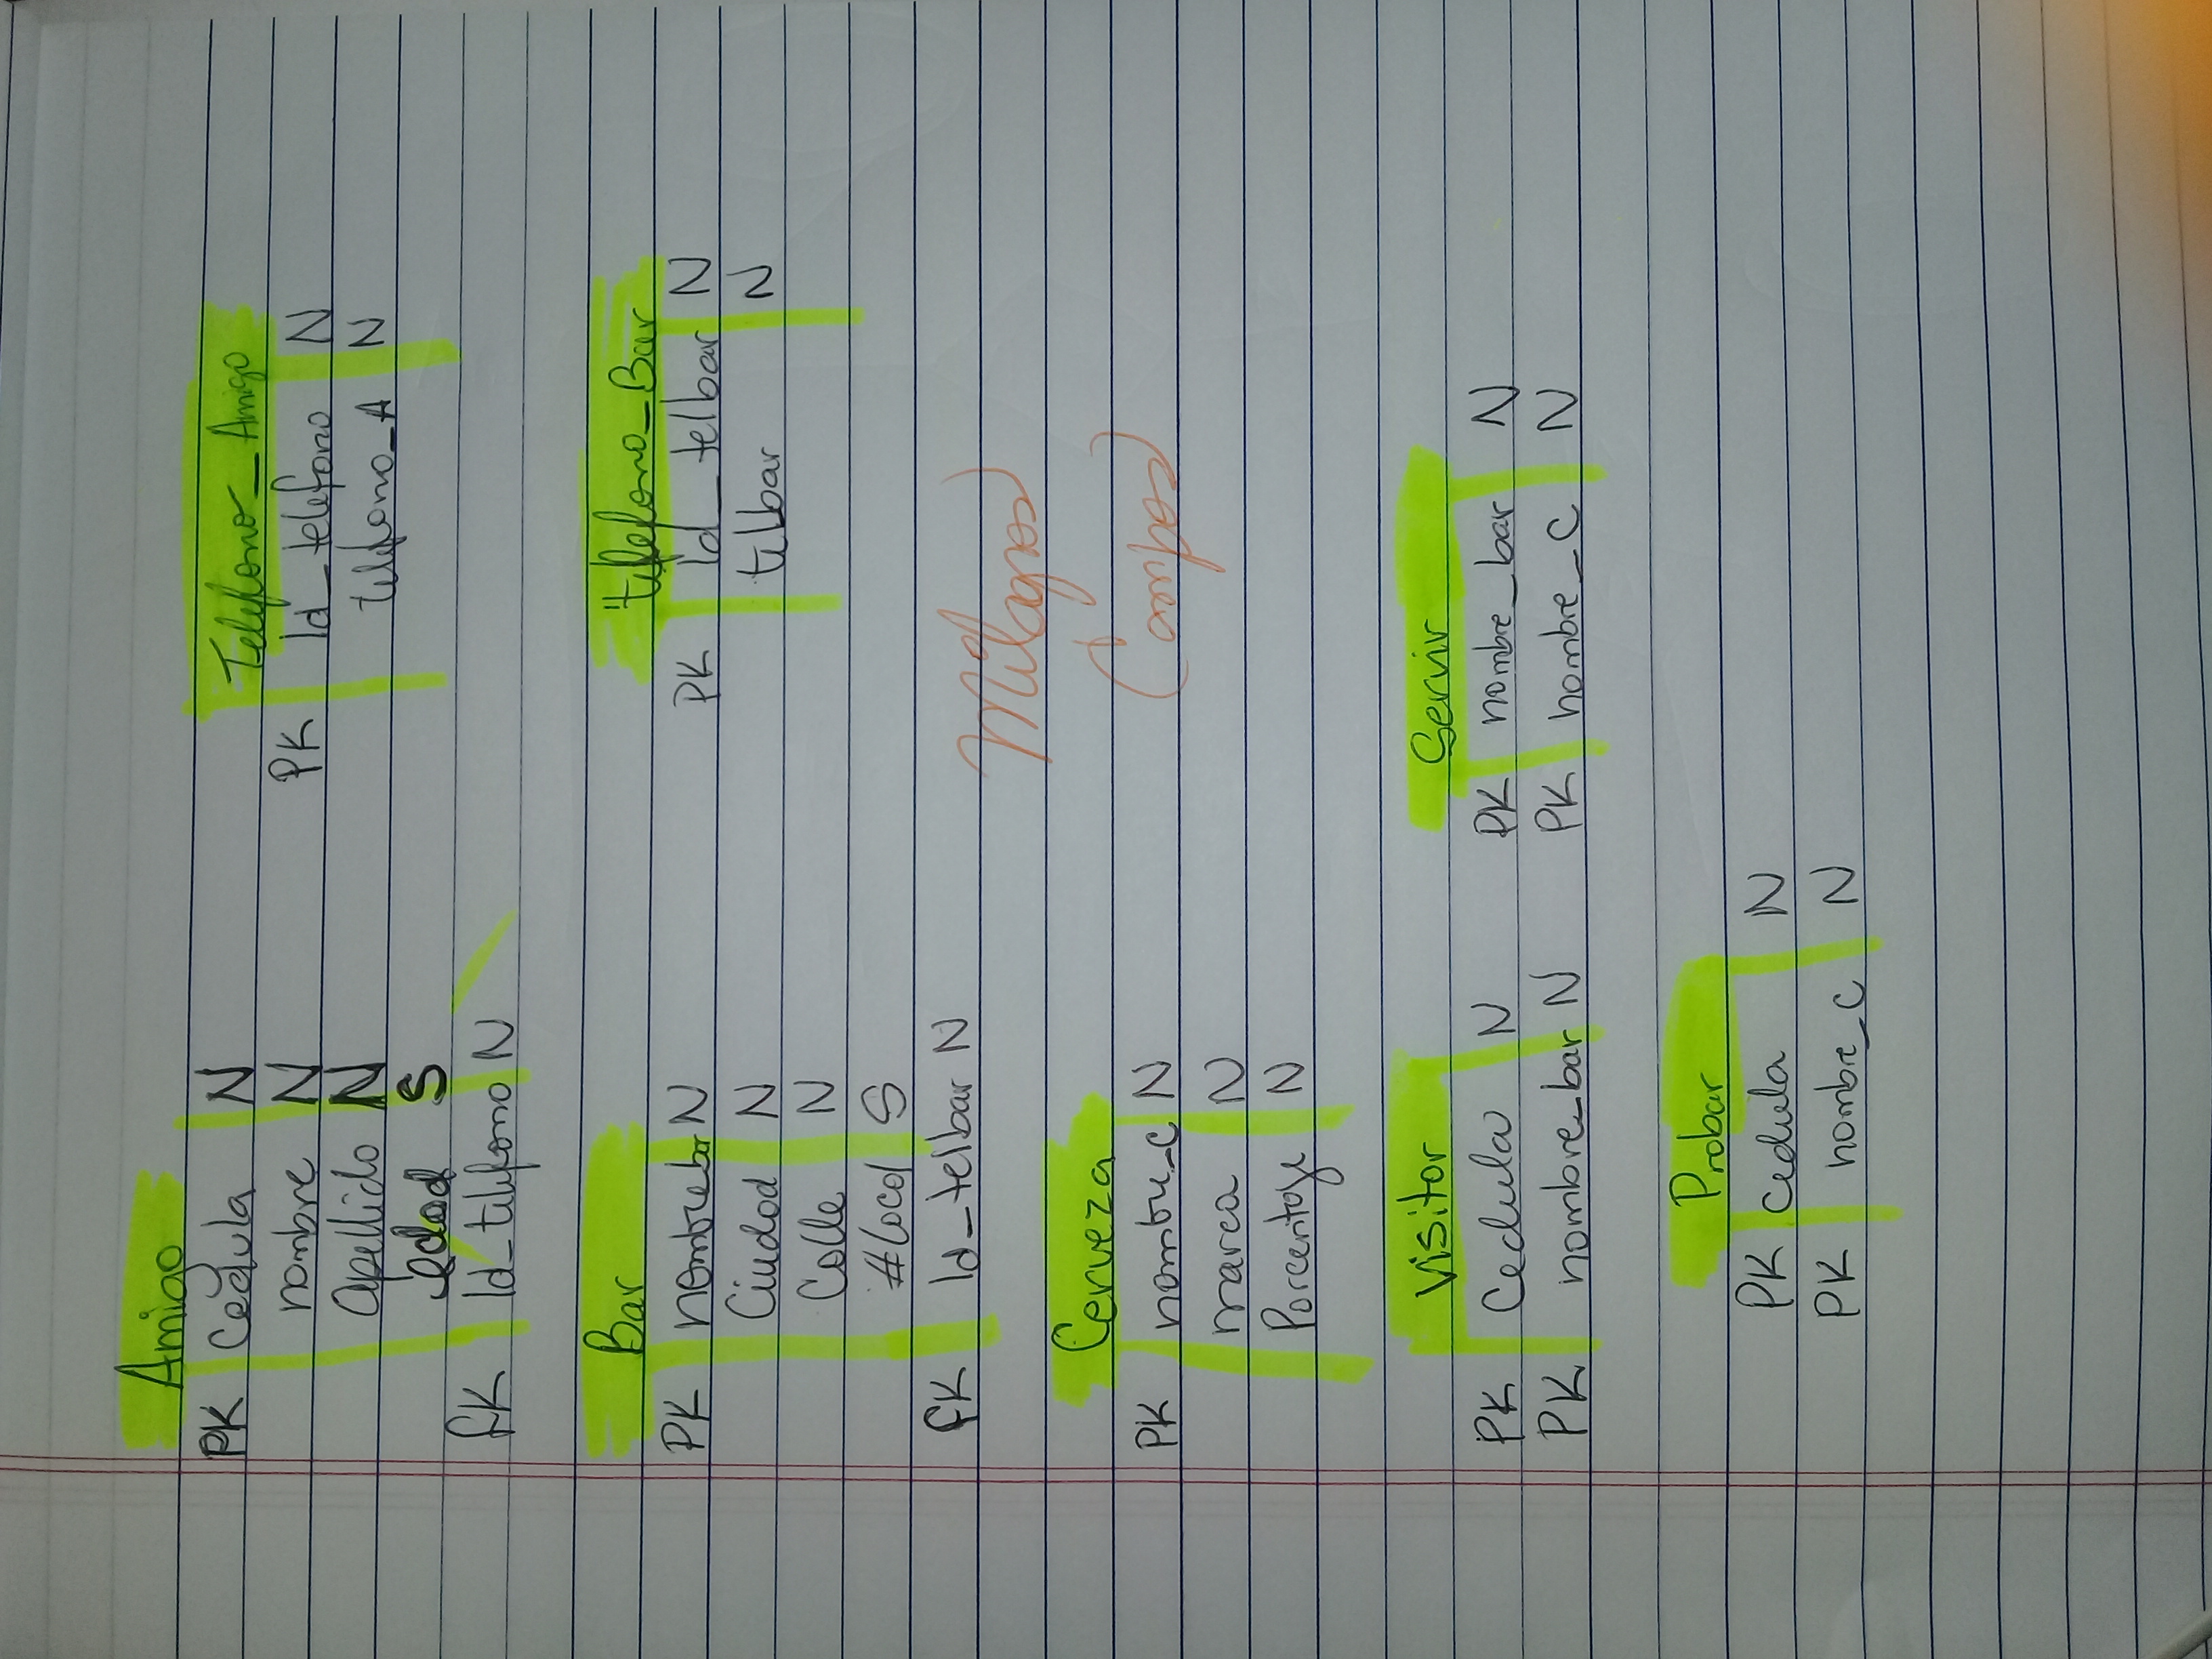 Amigo
PK Cedula N
nombre N
Apellido N
Edad S
fK Id_telefono N
Telefono_Amigo
PK Id_telefono N
telefono_A N
Bar
PK nombrebar N
Ciudad N
Calle N
#local S
fK Id_telbar N
telefono_Bar
PK Id_telbar N
telbar N
Cerveza
PK nombre_C N
marca N
Porcentaje N
Milagros
Campos
Visitar
PK Cedula N
PK nombre_bar N
Servir
PK nombre_bar N
PK nombre_C N
Probar
PK cedula N
PK nombre_C N